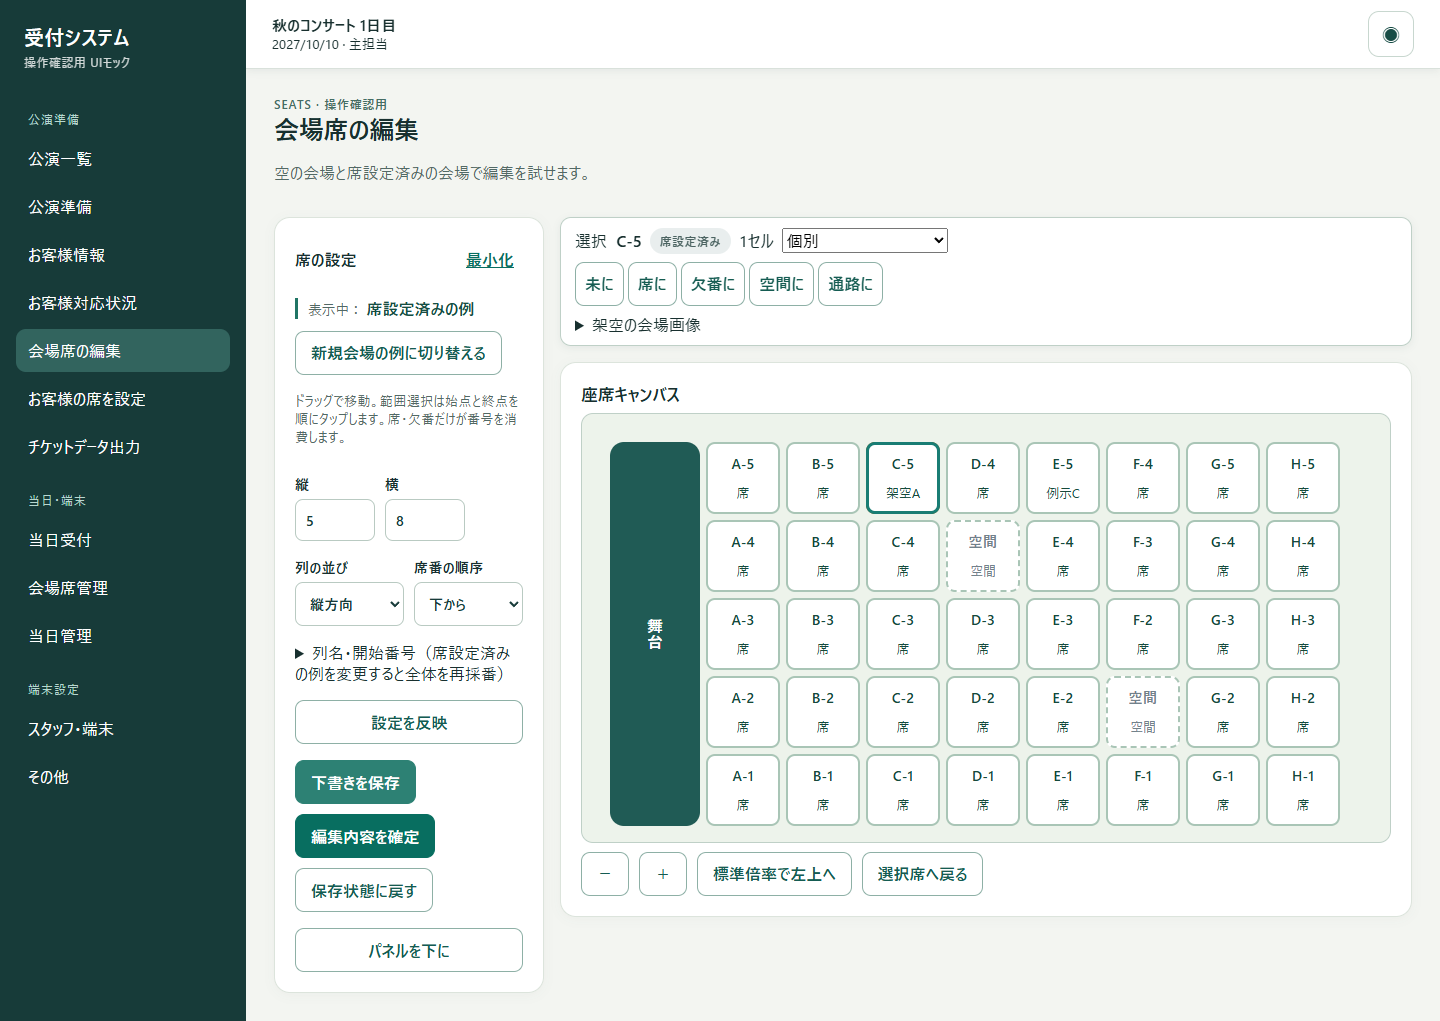 受付システム
操作確認用 UIモック
公演準備
公演一覧
公演準備
お客様情報
お客様対応状況
会場席の編集
お客様の席を設定
チケットデータ出力
当日・端末
当日受付
会場席管理
当日管理
端末設定
スタッフ・端末
その他
秋のコンサート 1日目
2027/10/10 · 主担当
SEATS · 操作確認用
会場席の編集
空の会場と席設定済みの会場で編集を試せます。
席の設定 最小化
表示中： 席設定済みの例
新規会場の例に切り替える
ドラッグで移動。範囲選択は始点と終点を
順にタップします。席・欠番だけが番号を消
費します。
縦 横
5 8
列の並び 席番の順序
縦方向 下から
▶ 列名・開始番号（席設定済み
の例を変更すると全体を再採番）
設定を反映
下書きを保存
編集内容を確定
保存状態に戻す
パネルを下に
選択 C-5 席設定済み 1セル 個別
未に 席に 欠番に 空間に 通路に
▶ 架空の会場画像
座席キャンバス
舞台
A-5 B-5 C-5 D-4 E-5 F-4 G-5 H-5
席 席 架空A 席 例示C 席 席 席
A-4 B-4 C-4 空間 E-4 F-3 G-4 H-4
席 席 席 空間 席 席 席 席
A-3 B-3 C-3 D-3 E-3 F-2 G-3 H-3
席 席 席 席 席 席 席 席
A-2 B-2 C-2 D-2 E-2 空間 G-2 H-2
席 席 席 席 席 空間 席 席
A-1 B-1 C-1 D-1 E-1 F-1 G-1 H-1
席 席 席 席 席 席 席 席
− + 標準倍率で左上へ 選択席へ戻る